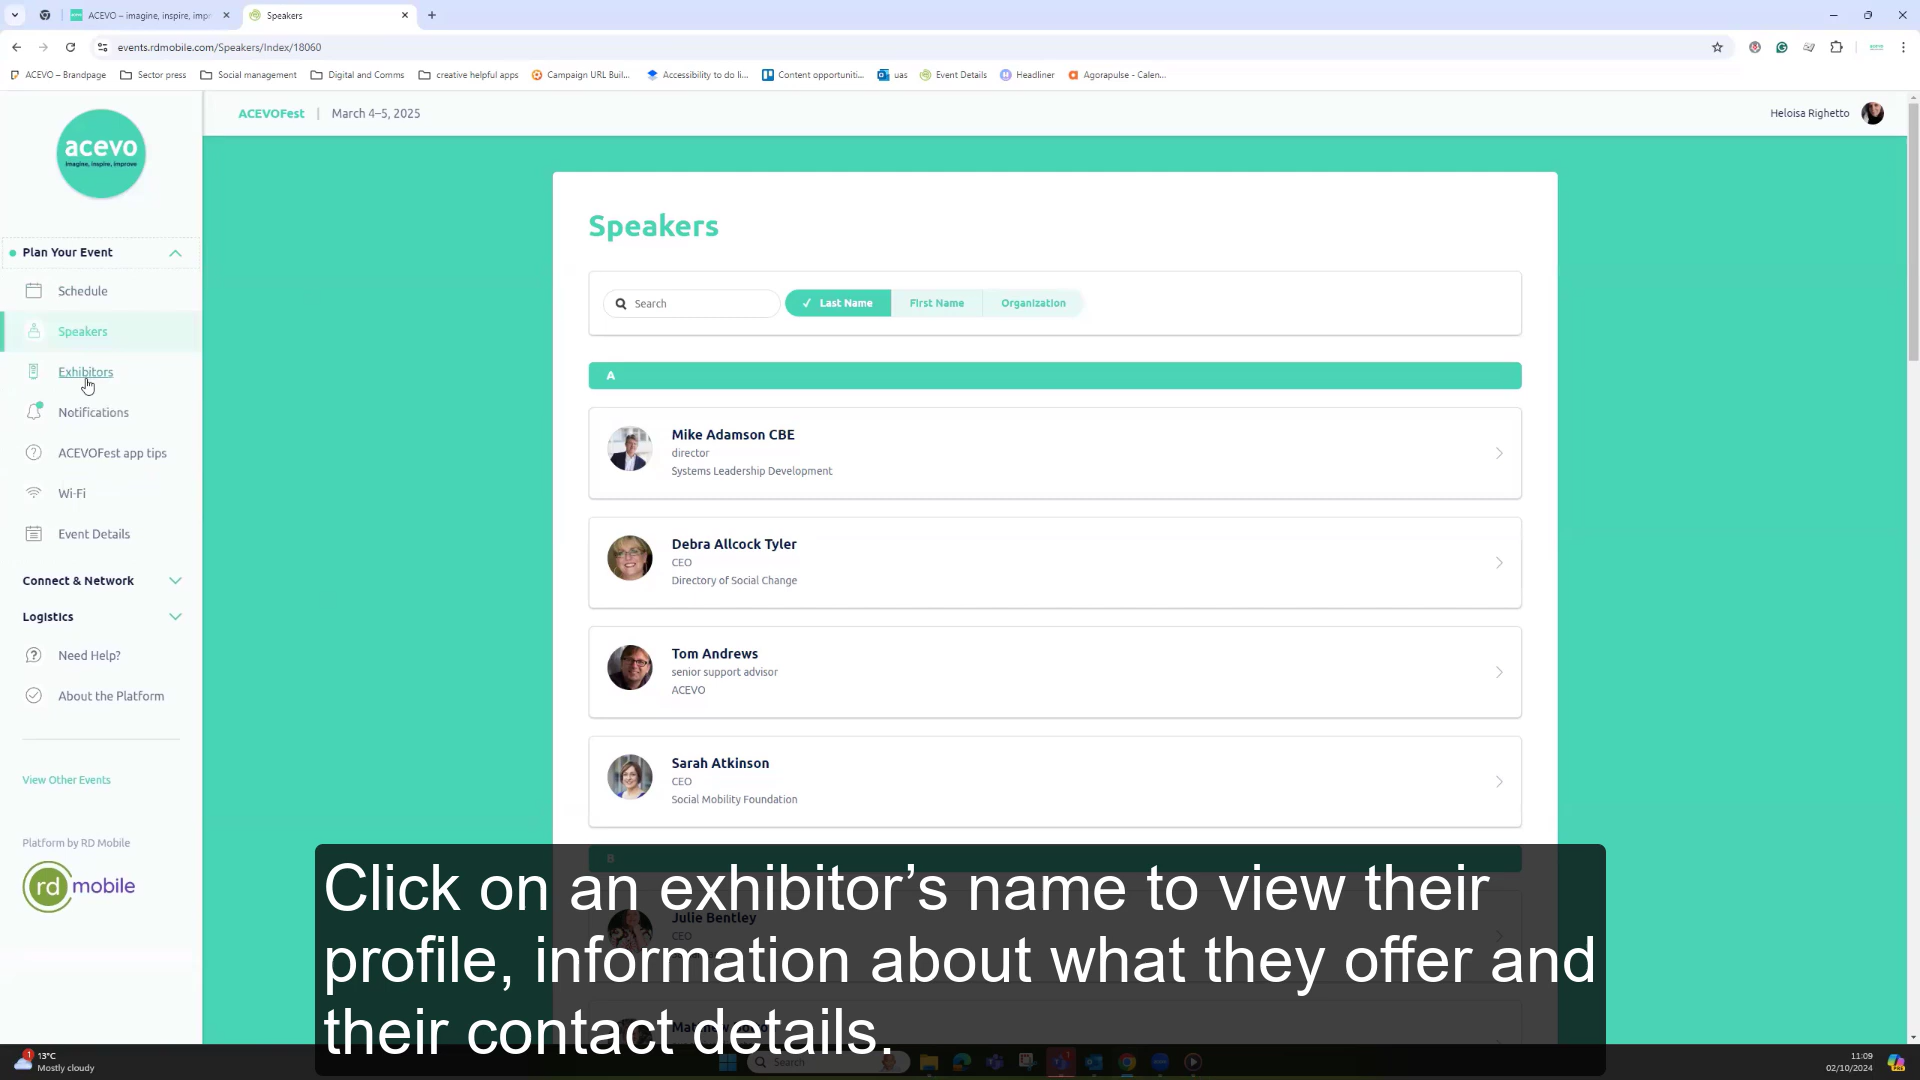 ACEVO – imagine, inspire, imp
Speakers
events.rdmobile.com/Speakers/Index/18060
ACEVO – Brandpage
Sector press
Social management
Digital and Comms
creative helpful apps
Campaign URL Buil...
Accessibility to do li...
Content opportuniti...
uas
Event Details
Headliner
Agorapulse - Calen...
acevo
imagine, inspire, improve
ACEVOFest | March 4–5, 2025
Heloisa Righetto
Plan Your Event
Schedule
Speakers
Exhibitors
Notifications
ACEVOFest app tips
Wi-Fi
Event Details
Connect & Network
Logistics
Need Help?
About the Platform
View Other Events
Platform by RD Mobile
rd mobile
Speakers
Search
✓ Last Name
First Name
Organization
A
Mike Adamson CBE
director
Systems Leadership Development
Debra Allcock Tyler
CEO
Directory of Social Change
Tom Andrews
senior support advisor
ACEVO
Sarah Atkinson
CEO
Social Mobility Foundation
B
Julie Bentley
CEO
Click on an exhibitor’s name to view their
profile, information about what they offer and
their contact details.
1
13°C
Mostly cloudy
Search
11:09
02/10/2024